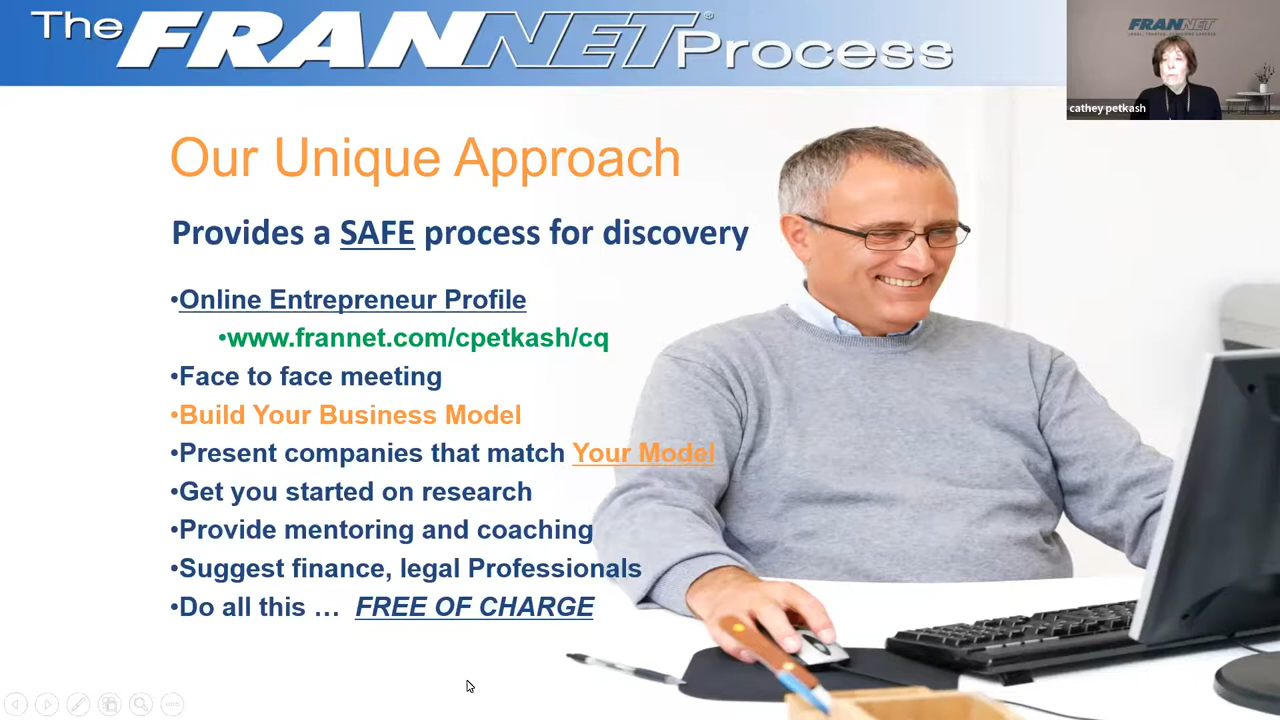 The FRANNET® Process
FRANNET
cathey petkash
Our Unique Approach
Provides a SAFE process for discovery
•Online Entrepreneur Profile
•www.frannet.com/cpetkash/cq
•Face to face meeting
•Build Your Business Model
•Present companies that match Your Model
•Get you started on research
•Provide mentoring and coaching
•Suggest finance, legal Professionals
•Do all this … FREE OF CHARGE